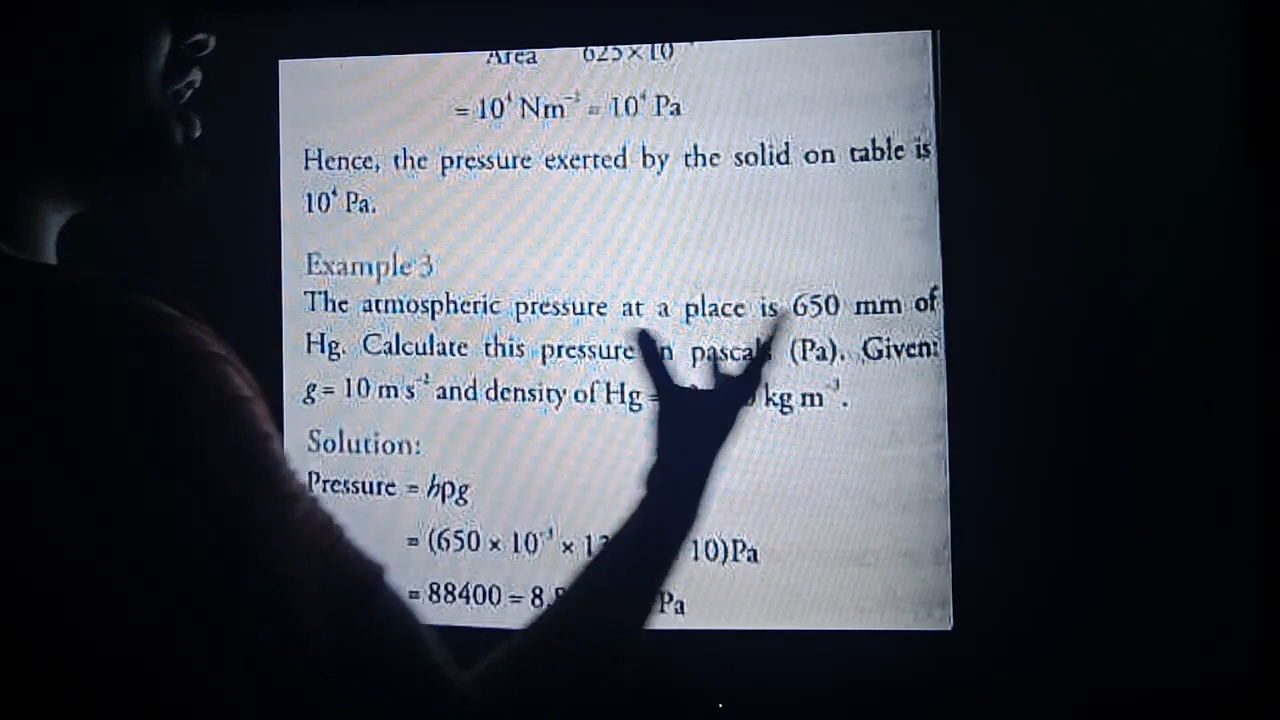 Area 625×10
= 10⁴ Nm⁻² = 10⁴ Pa
Hence, the pressure exerted by the solid on table is
10⁴ Pa.
Example 3
The atmospheric pressure at a place is 650 mm of
Hg. Calculate this pressure in pascals (Pa). Given:
g = 10 m s⁻² and density of Hg = kg m⁻³.
Solution:
Pressure = hρg
= (650 × 10⁻³ × 10)Pa
= 88400 = Pa